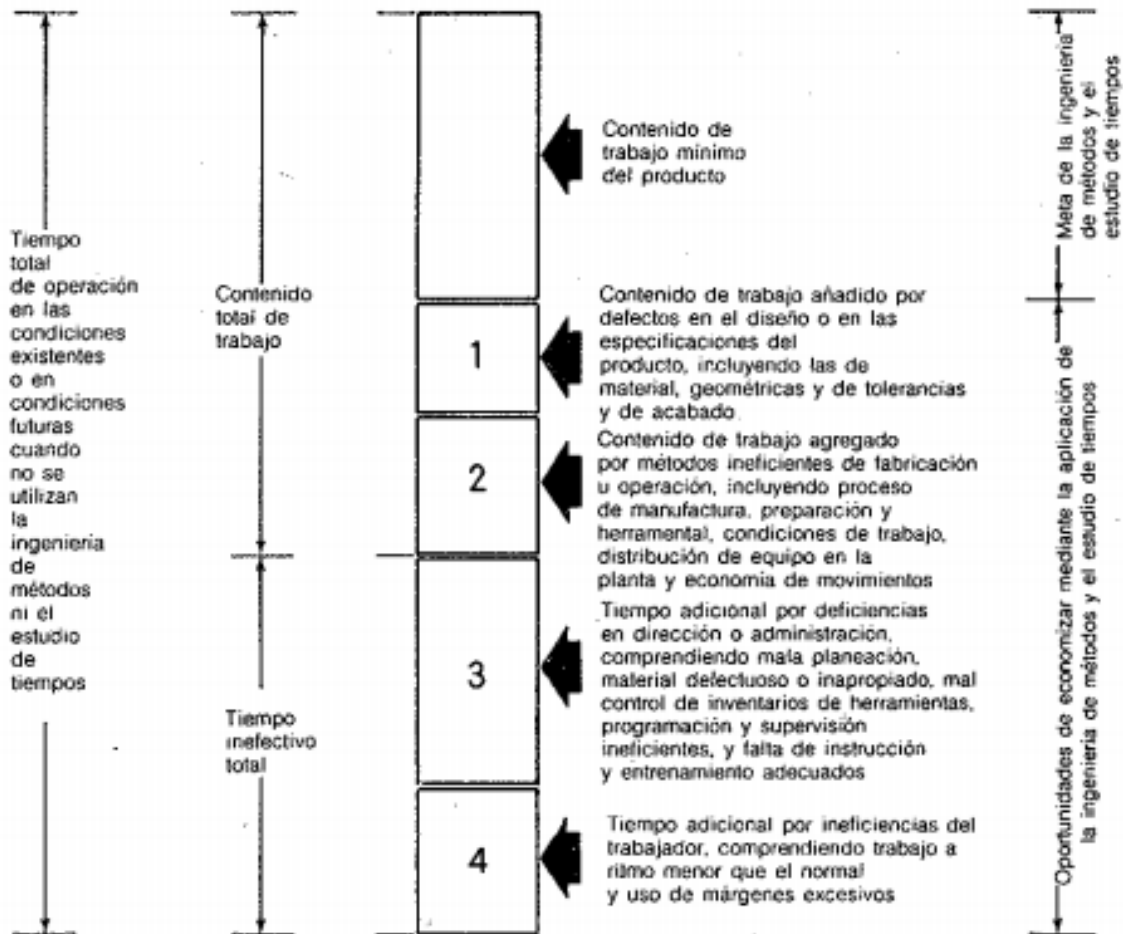 Tiempo
total
de operación
en las
condiciones
existentes
o en
condiciones
futuras
cuando
no se
utilizan
la
ingeniería
de
métodos
ni el
estudio
de
tiempos
Contenido
total de
trabajo
Tiempo
inefectivo
total
Contenido de
trabajo mínimo
del producto
1
Contenido de trabajo añadido por
defectos en el diseño o en las
especificaciones del
producto, incluyendo las de
material, geométricas y de tolerancias
y de acabado.
2
Contenido de trabajo agregado
por métodos ineficientes de fabricación
u operación, incluyendo proceso
de manufactura, preparación y
herramental, condiciones de trabajo,
distribución de equipo en la
planta y economía de movimientos
3
Tiempo adicional por deficiencias
en dirección o administración,
comprendiendo mala planeación,
material defectuoso o inapropiado, mal
control de inventarios de herramientas,
programación y supervisión
ineficientes, y falta de instrucción
y entrenamiento adecuados
4
Tiempo adicional por ineficiencias del
trabajador, comprendiendo trabajo a
ritmo menor que el normal
y uso de márgenes excesivos
Meta de la ingeniería
de métodos y el
estudio de tiempos
Oportunidades de economizar mediante la aplicación de
la ingeniería de métodos y el estudio de tiempos